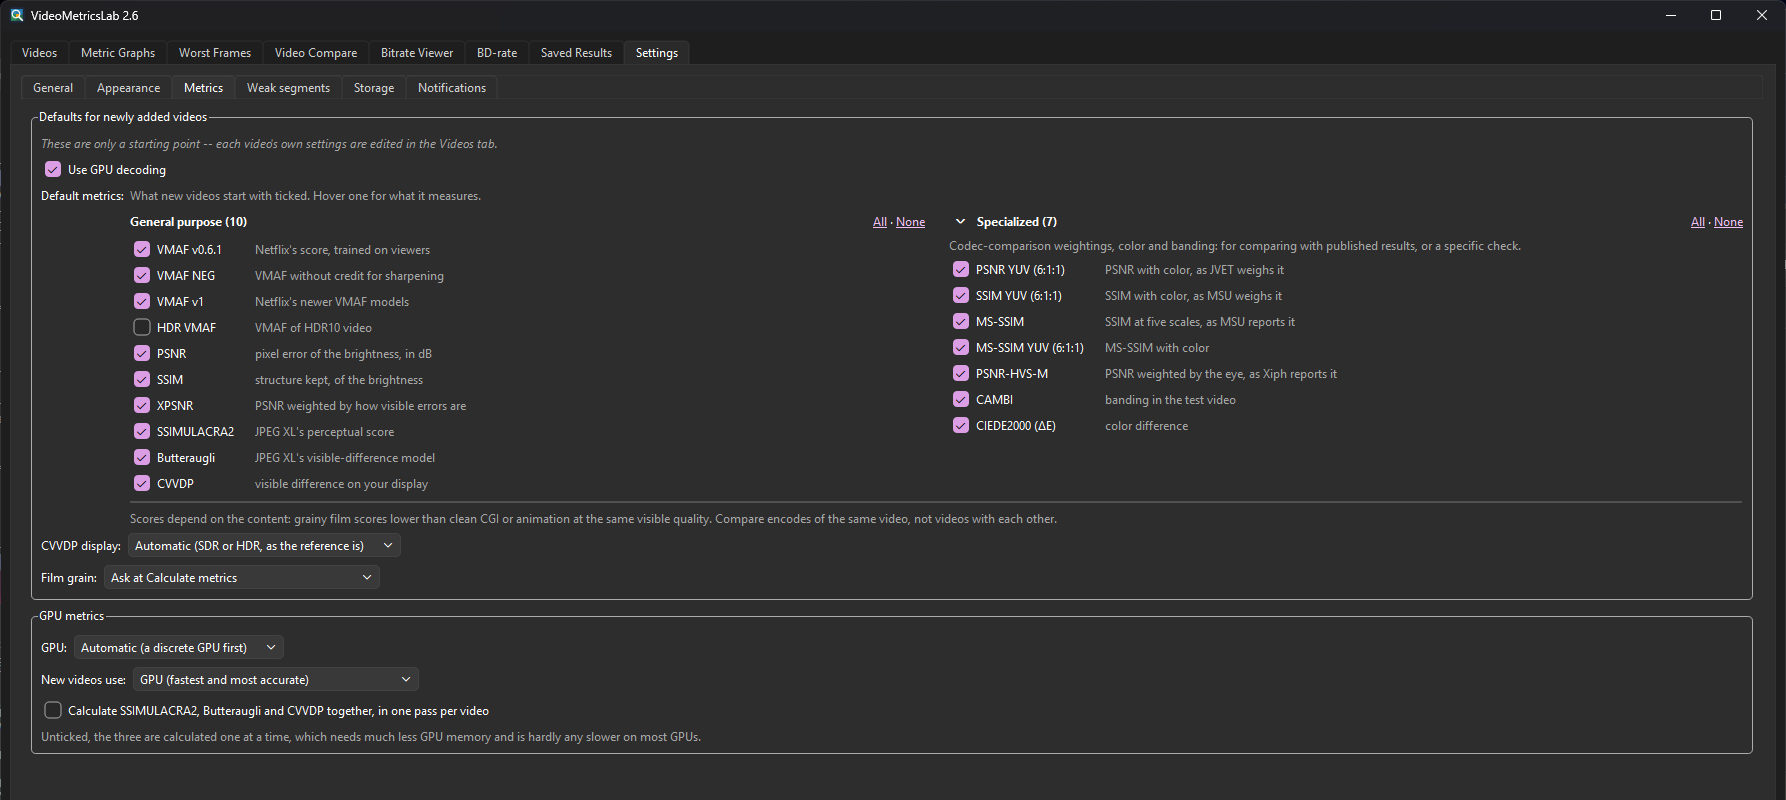 VideoMetricsLab 2.6
Videos Metric Graphs Worst Frames Video Compare Bitrate Viewer BD-rate Saved Results Settings
General Appearance Metrics Weak segments Storage Notifications
Defaults for newly added videos
These are only a starting point -- each video's own settings are edited in the Videos tab.
Use GPU decoding
Default metrics: What new videos start with ticked. Hover one for what it measures.
General purpose (10) All · None
VMAF v0.6.1 Netflix's score, trained on viewers
VMAF NEG VMAF without credit for sharpening
VMAF v1 Netflix's newer VMAF models
HDR VMAF VMAF of HDR10 video
PSNR pixel error of the brightness, in dB
SSIM structure kept, of the brightness
XPSNR PSNR weighted by how visible errors are
SSIMULACRA2 JPEG XL's perceptual score
Butteraugli JPEG XL's visible-difference model
CVVDP visible difference on your display
Specialized (7) All · None
Codec-comparison weightings, color and banding: for comparing with published results, or a specific check.
PSNR YUV (6:1:1) PSNR with color, as JVET weighs it
SSIM YUV (6:1:1) SSIM with color, as MSU weighs it
MS-SSIM SSIM at five scales, as MSU reports it
MS-SSIM YUV (6:1:1) MS-SSIM with color
PSNR-HVS-M PSNR weighted by the eye, as Xiph reports it
CAMBI banding in the test video
CIEDE2000 (ΔE) color difference
Scores depend on the content: grainy film scores lower than clean CGI or animation at the same visible quality. Compare encodes of the same video, not videos with each other.
CVVDP display: Automatic (SDR or HDR, as the reference is)
Film grain: Ask at Calculate metrics
GPU metrics
GPU: Automatic (a discrete GPU first)
New videos use: GPU (fastest and most accurate)
Calculate SSIMULACRA2, Butteraugli and CVVDP together, in one pass per video
Unticked, the three are calculated one at a time, which needs much less GPU memory and is hardly any slower on most GPUs.